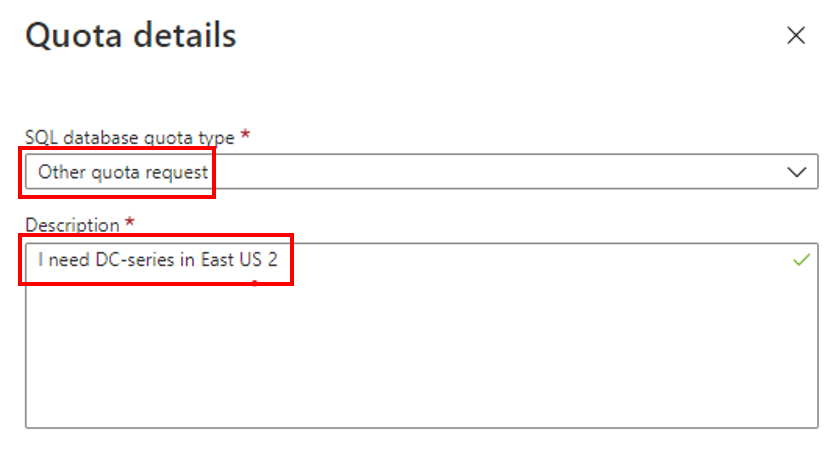 Quota details
SQL database quota type *
Other quota request
Description *
I need DC-series in East US 2